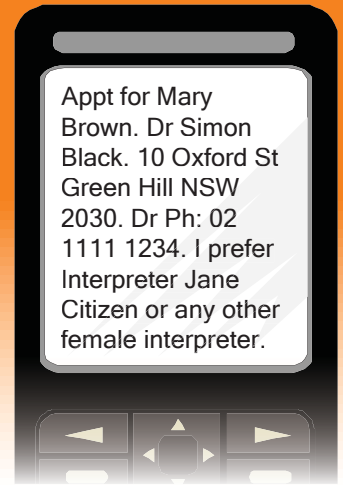 Appt for Mary
Brown. Dr Simon
Black. 10 Oxford St
Green Hill NSW
2030. Dr Ph: 02
1111 1234. I prefer
Interpreter Jane
Citizen or any other
female interpreter.